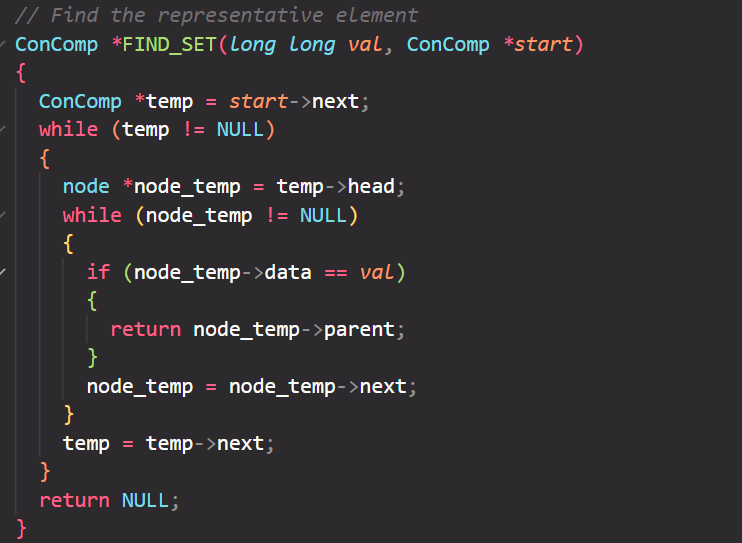 // Find the representative element
ConComp *FIND_SET(long long val, ConComp *start)
{
  ConComp *temp = start->next;
  while (temp != NULL)
  {
    node *node_temp = temp->head;
    while (node_temp != NULL)
    {
      if (node_temp->data == val)
      {
        return node_temp->parent;
      }
      node_temp = node_temp->next;
    }
    temp = temp->next;
  }
  return NULL;
}